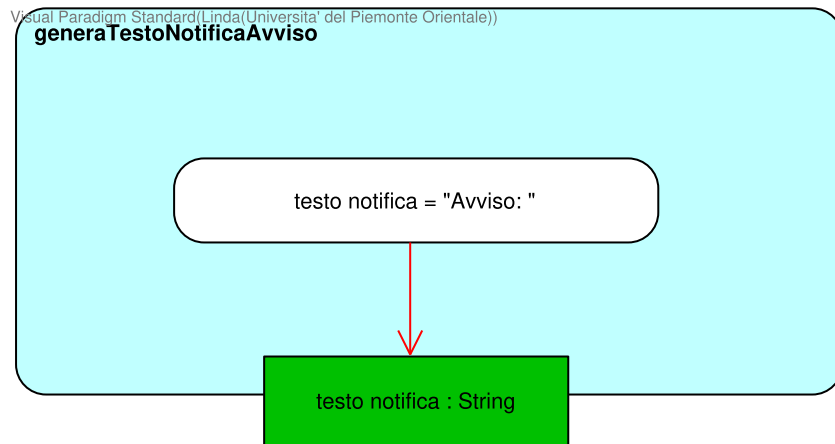 Visual Paradigm Standard(Linda(Universita' del Piemonte Orientale))
generaTestoNotificaAvviso
testo notifica = "Avviso: "
testo notifica : String